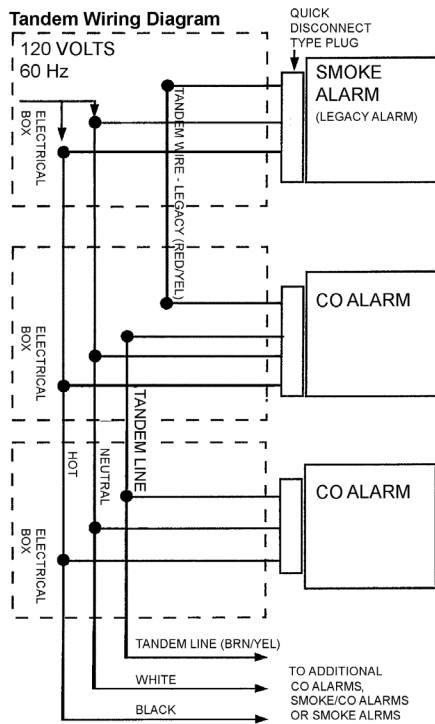 Tandem Wiring Diagram
QUICK
DISCONNECT
TYPE PLUG
120 VOLTS
60 Hz
ELECTRICAL
BOX
TANDEM WIRE - LEGACY (RED/YEL)
SMOKE
ALARM
(LEGACY ALARM)
ELECTRICAL
BOX
CO ALARM
HOT
NEUTRAL
TANDEM LINE
ELECTRICAL
BOX
CO ALARM
TANDEM LINE (BRN/YEL)
WHITE
BLACK
TO ADDITIONAL
CO ALARMS,
SMOKE/CO ALARMS
OR SMOKE ALRMS